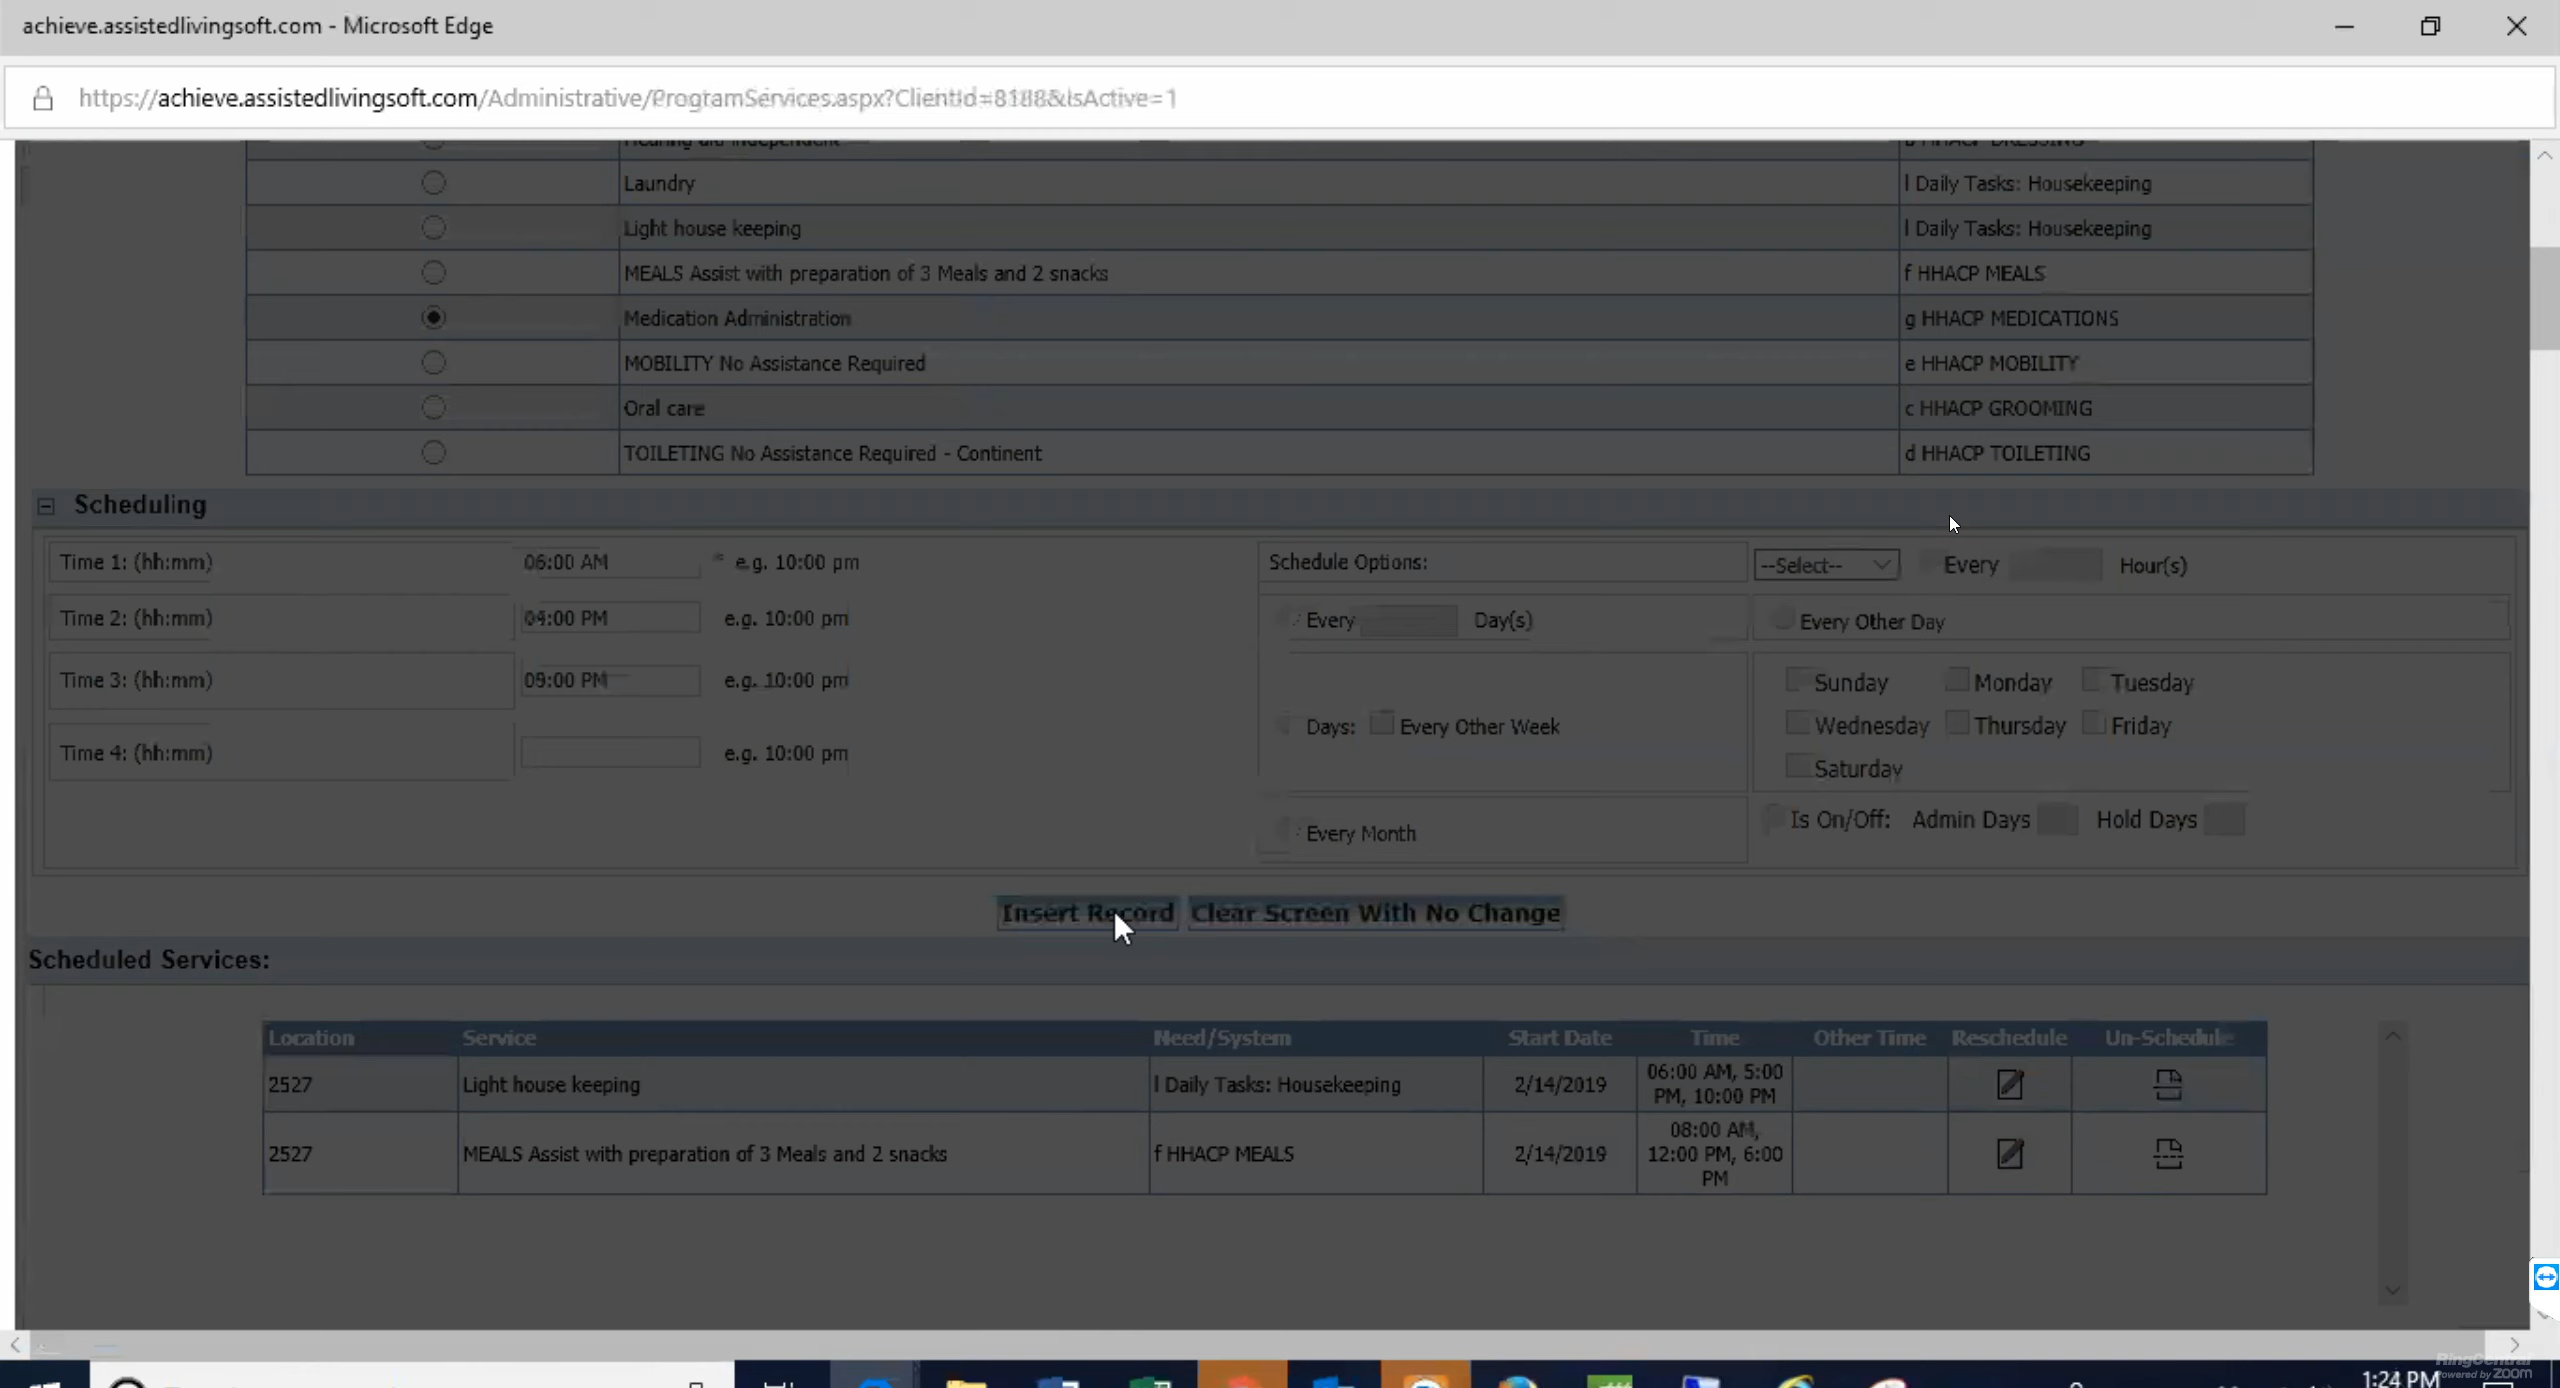 achieve.assistedlivingsoft.com - Microsoft Edge
https://achieve.assistedlivingsoft.com/Administrative/ProgramServices.aspx?ClientId=8188&IsActive=1
Hearing aid independent
Laundry l Daily Tasks: Housekeeping
Light house keeping l Daily Tasks: Housekeeping
MEALS Assist with preparation of 3 Meals and 2 snacks f HHACP MEALS
Medication Administration g HHACP MEDICATIONS
MOBILITY No Assistance Required e HHACP MOBILITY
Oral care c HHACP GROOMING
TOILETING No Assistance Required - Continent d HHACP TOILETING
Scheduling
Time 1: (hh:mm) 06:00 AM * e.g. 10:00 pm Schedule Options: --Select-- Every Hour(s)
Time 2: (hh:mm) 04:00 PM e.g. 10:00 pm Every Day(s) Every Other Day
Time 3: (hh:mm) PM e.g. 10:00 pm Sunday Monday Tuesday
Days: Every Other Week Wednesday Thursday Friday
Time 4: (hh:mm) e.g. 10:00 pm Saturday
Every Month Is On/Off: Admin Days Hold Days
Insert Record Clear Screen With No Change
Scheduled Services:
Location Service Need/System Start Date Time Other Time Reschedule Un-Schedule
2527 Light house keeping l Daily Tasks: Housekeeping 2/14/2019 06:00 AM, 5:00
PM, 10:00 PM
2527 MEALS Assist with preparation of 3 Meals and 2 snacks f HHACP MEALS 2/14/2019 08:00 AM,
12:00 PM, 6:00
PM
RingCentral
Powered by zoom
1:24 PM